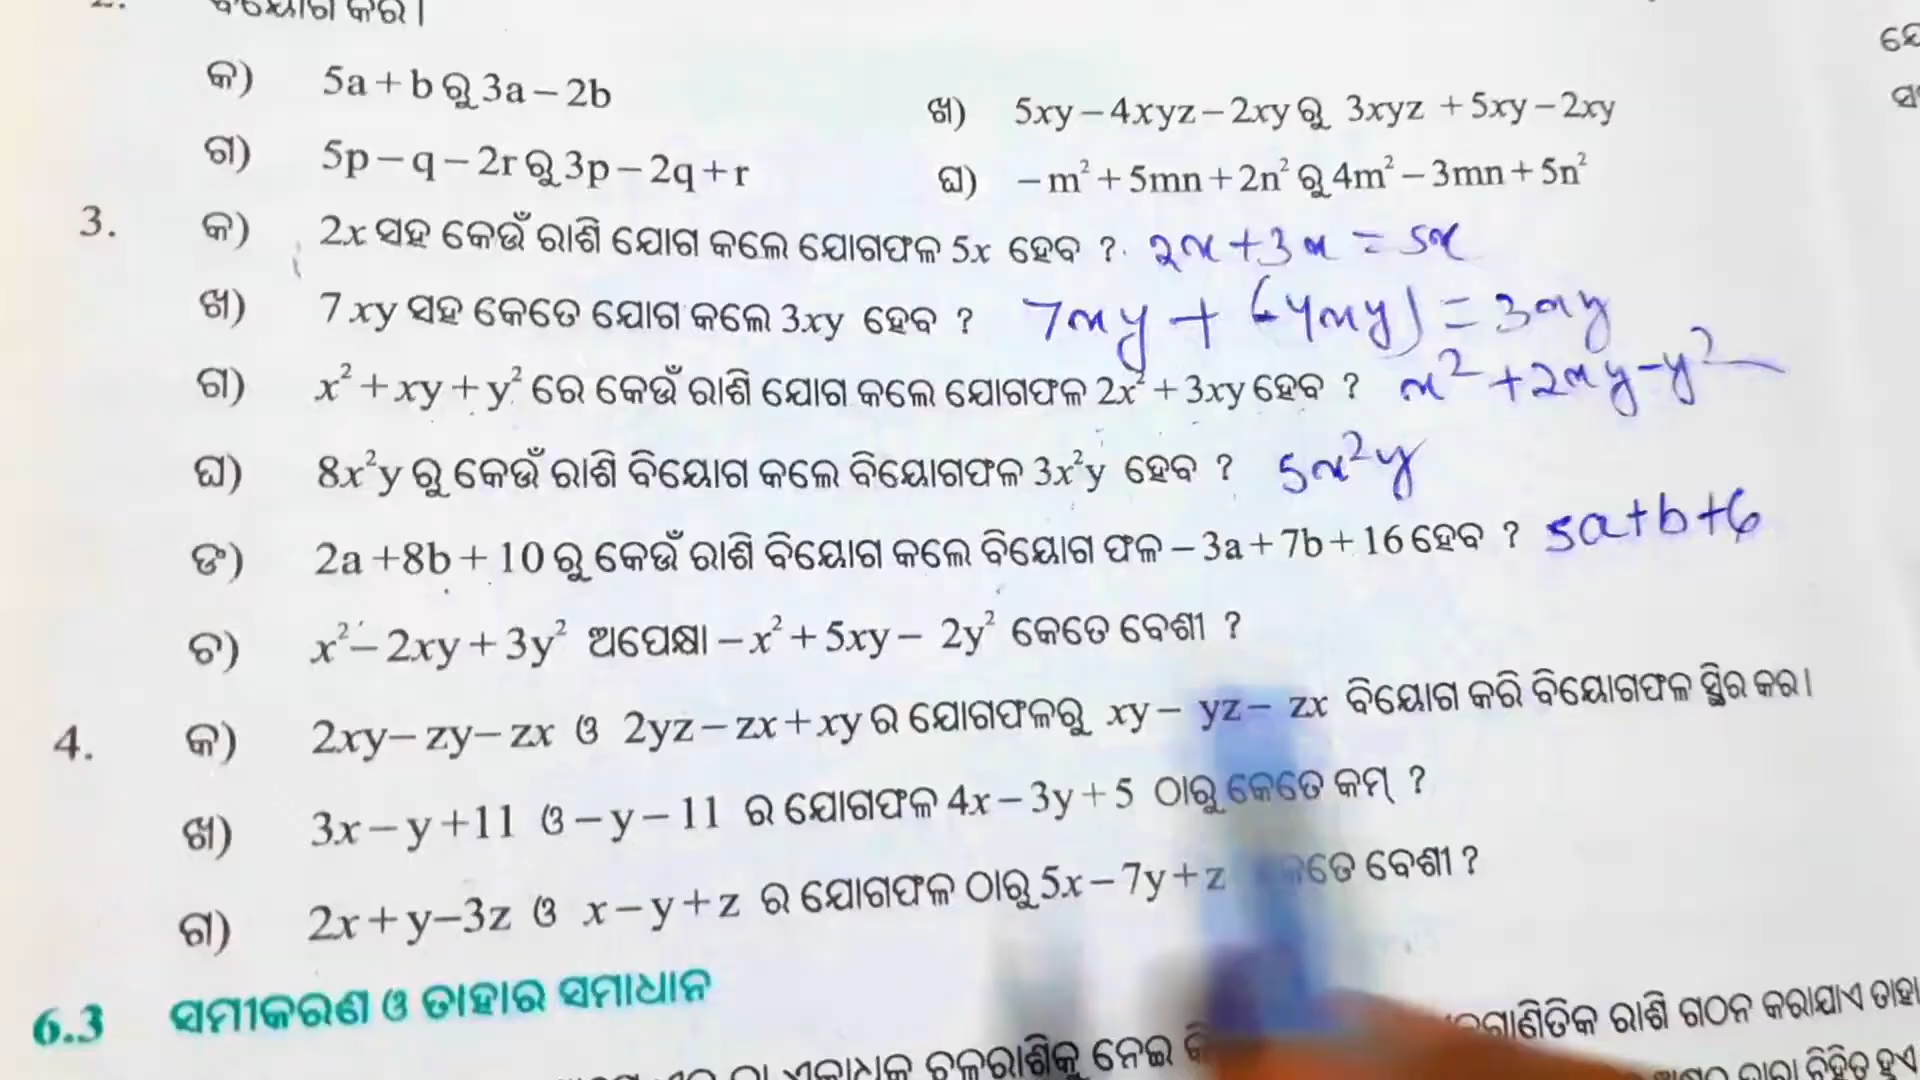 2. ବିୟୋଗ କର।
କ) 5a + b ରୁ 3a − 2b
ଖ) 5xy − 4xyz − 2xy ରୁ 3xyz + 5xy − 2xy
ଗ) 5p − q − 2r ରୁ 3p − 2q + r
ଘ) − m² + 5mn + 2n² ରୁ 4m² − 3mn + 5n²
3. କ) 2x ସହ କେଉଁ ରାଶି ଯୋଗ କଲେ ଯୋଗଫଳ 5x ହେବ ? 2x + 3x = 5x
ଖ) 7xy ସହ କେତେ ଯୋଗ କଲେ 3xy ହେବ ? 7xy + (-4xy) = 3xy
ଗ) x² + xy + y² ରେ କେଉଁ ରାଶି ଯୋଗ କଲେ ଯୋଗଫଳ 2x² + 3xy ହେବ ? x² + 2xy - y²
ଘ) 8x²y ରୁ କେଉଁ ରାଶି ବିୟୋଗ କଲେ ବିୟୋଗଫଳ 3x²y ହେବ ? 5x²y
ଙ) 2a + 8b + 10 ରୁ କେଉଁ ରାଶି ବିୟୋଗ କଲେ ବିୟୋଗ ଫଳ − 3a + 7b + 16 ହେବ ? 5a+b+6
ଚ) x² − 2xy + 3y² ଅପେକ୍ଷା − x² + 5xy − 2y² କେତେ ବେଶୀ ?
4. କ) 2xy − zy − zx ଓ 2yz − zx + xy ର ଯୋଗଫଳରୁ xy − yz − zx ବିୟୋଗ କରି ବିୟୋଗଫଳ ସ୍ଥିର କର।
ଖ) 3x − y + 11 ଓ − y − 11 ର ଯୋଗଫଳ 4x − 3y + 5 ଠାରୁ କେତେ କମ୍ ?
ଗ) 2x + y − 3z ଓ x − y + z ର ଯୋଗଫଳ ଠାରୁ 5x − 7y + z କେତେ ବେଶୀ ?
6.3 ସମୀକରଣ ଓ ତାହାର ସମାଧାନ
ଚଳରାଶିକୁ ନେଇ ରାଶି ଗଠନ କରାଯାଏ ତାହା